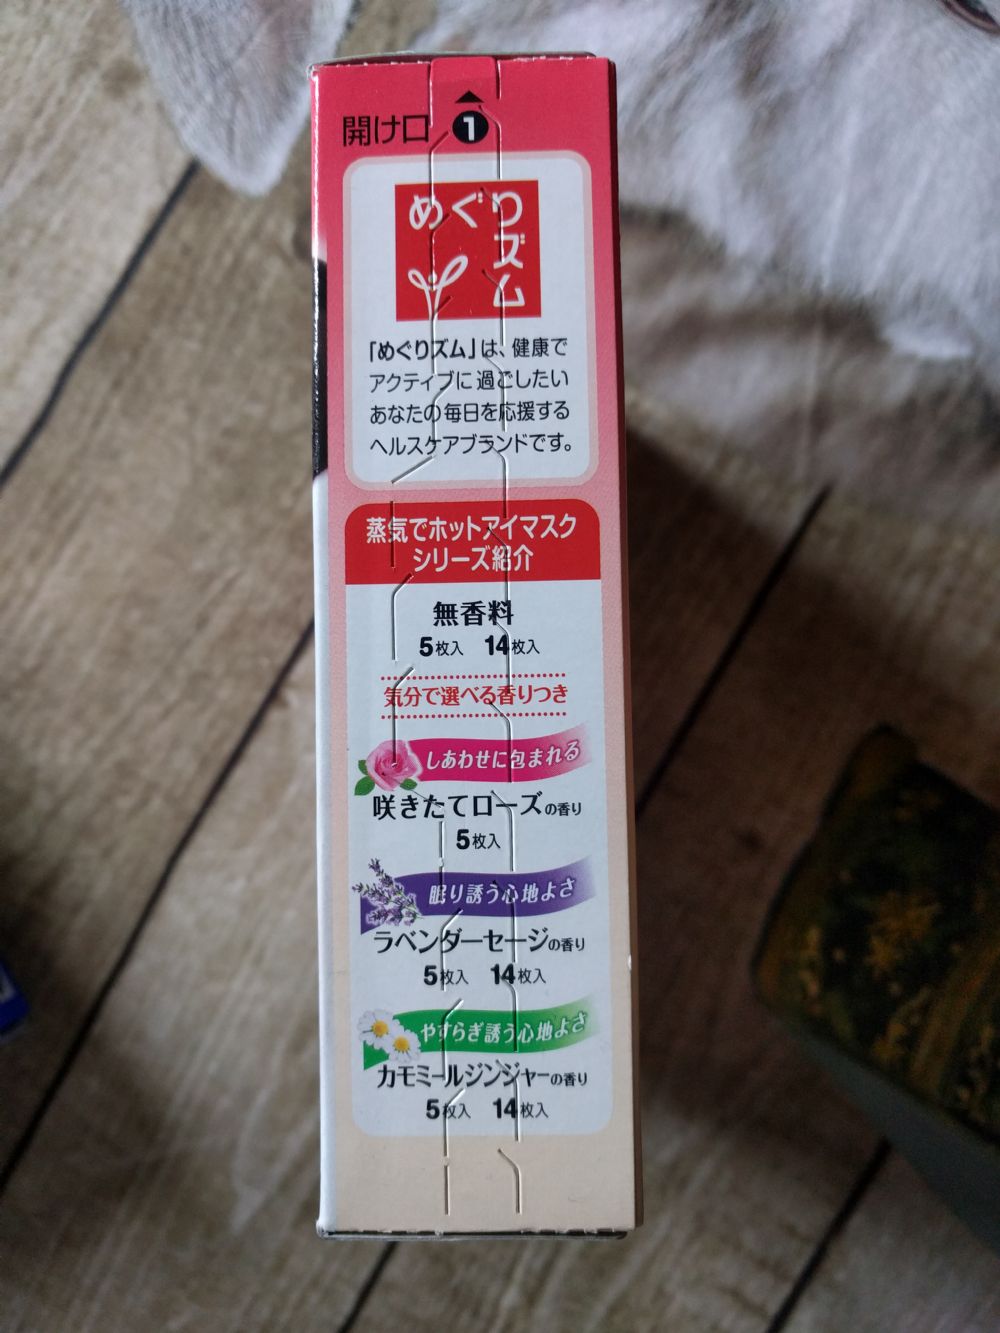 開け口 1
めぐり
ズム
「めぐりズム」は、健康で
アクティブに過ごしたい
あなたの毎日を応援する
ヘルスケアブランドです。
蒸気でホットアイマスク
シリーズ紹介
無香料
5枚入 14枚入
気分で選べる香りつき
しあわせに包まれる
咲きたてローズの香り
5枚入
眠り誘う心地よさ
ラベンダーセージの香り
5枚入 14枚入
やすらぎ誘う心地よさ
カモミールジンジャーの香り
5枚入 14枚入